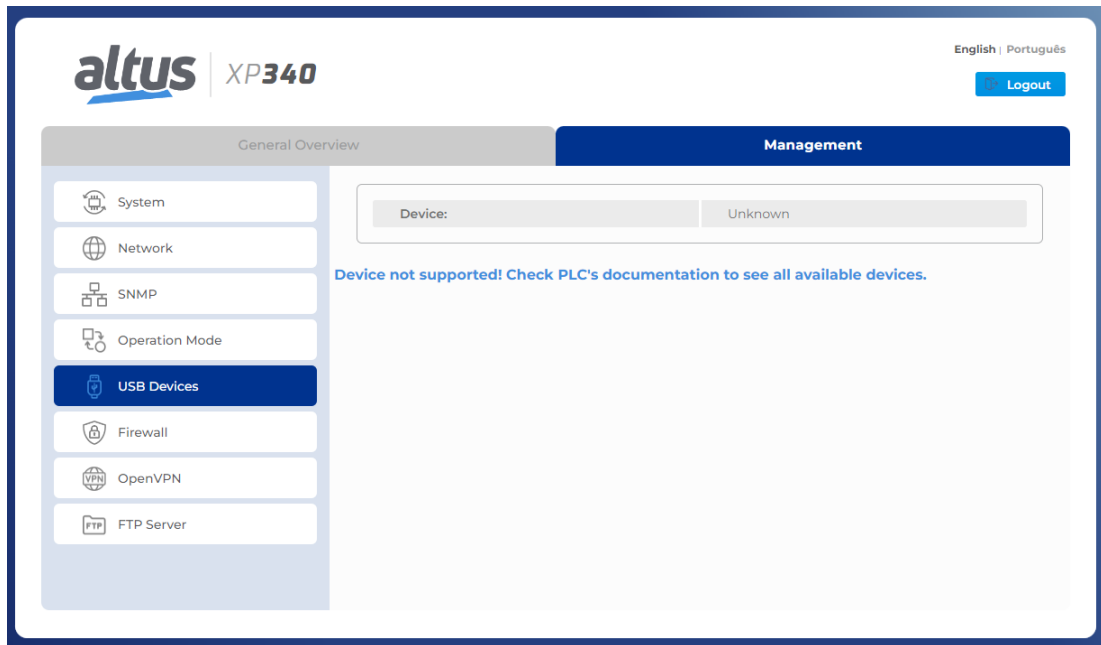 altus XP340
English | Português
Logout
General Overview
Management
System
Network
SNMP
Operation Mode
USB Devices
Firewall
VPN OpenVPN
FTP FTP Server
Device: Unknown
Device not supported! Check PLC's documentation to see all available devices.